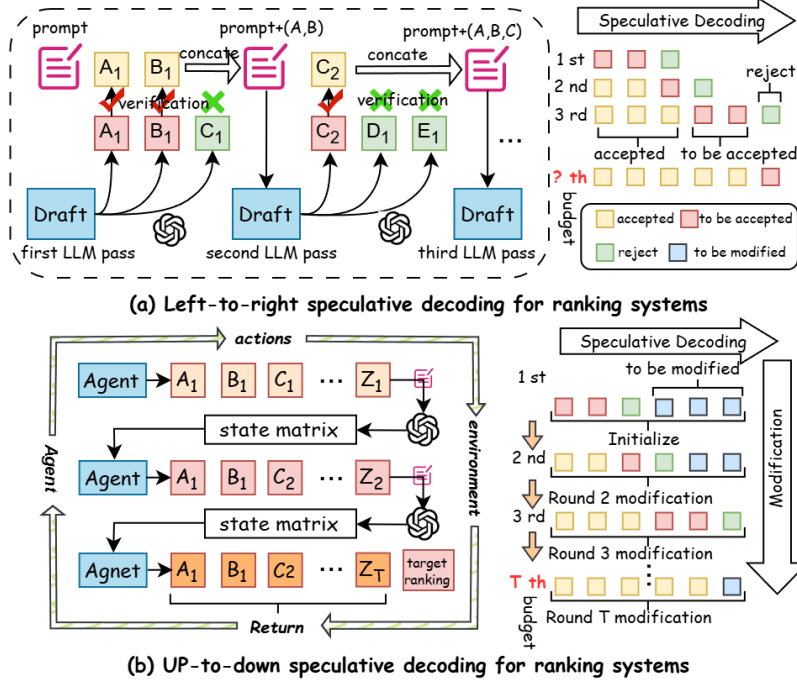 prompt
A1 B1
concate
prompt+(A,B)
C2
concate
prompt+(A,B,C)
verification
verification
A1 B1 C1
C2 D1 E1
...
Draft
Draft
Draft
first LLM pass
second LLM pass
third LLM pass
Speculative Decoding
1 st
2 nd
reject
3 rd
accepted
to be accepted
? th
budget
accepted
to be accepted
reject
to be modified
(a) Left-to-right speculative decoding for ranking systems
actions
Agent
environment
Return
Agent A1 B1 C1 ... Z1
state matrix
Agent A1 B1 C2 ... Z2
state matrix
Agnet A1 B1 C2 ... ZT
target
ranking
Speculative Decoding
to be modified
1 st
Initialize
2 nd
Round 2 modification
3 rd
Round 3 modification
T th
Round T modification
budget
Modification
(b) UP-to-down speculative decoding for ranking systems